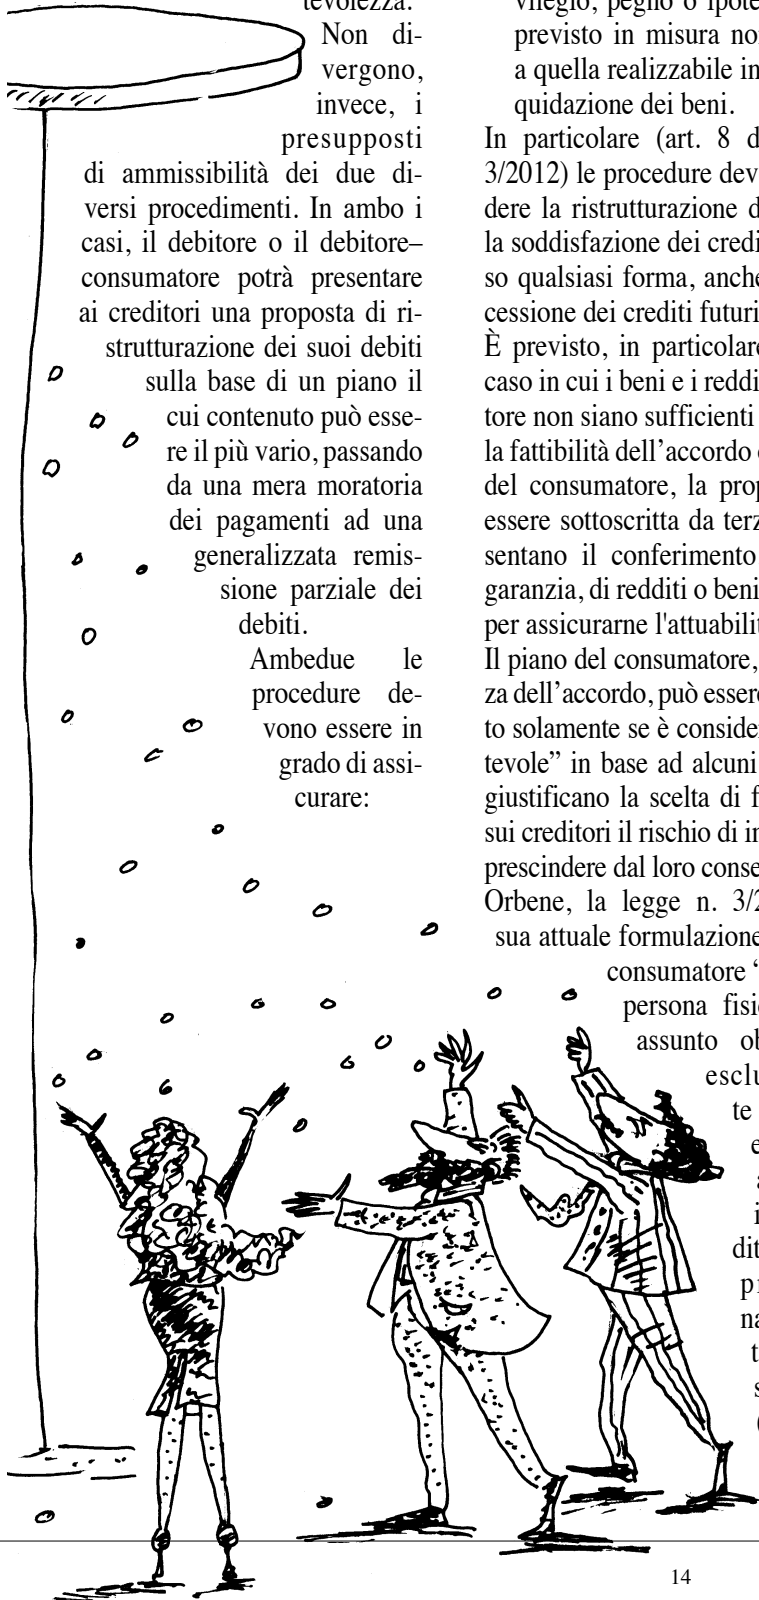 tevolezza.
Non di-
vergono,
invece, i
presupposti
di ammissibilità dei due di-
versi procedimenti. In ambo i
casi, il debitore o il debitore–
consumatore potrà presentare
ai creditori una proposta di ri-
strutturazione dei suoi debiti
sulla base di un piano il
cui contenuto può esse-
re il più vario, passando
da una mera moratoria
dei pagamenti ad una
generalizzata remis-
sione parziale dei
debiti.
Ambedue le
procedure de-
vono essere in
grado di assi-
curare:
vilegio, pegno o ipote
previsto in misura no
a quella realizzabile in
quidazione dei beni.
In particolare (art. 8 d
3/2012) le procedure dev
dere la ristrutturazione d
la soddisfazione dei credi
so qualsiasi forma, anche
cessione dei crediti futuri
È previsto, in particolare
caso in cui i beni e i reddi
tore non siano sufficienti
la fattibilità dell’accordo
del consumatore, la prop
essere sottoscritta da terz
sentano il conferimento
garanzia, di redditi o beni
per assicurarne l'attuabilit
Il piano del consumatore,
za dell’accordo, può essere
to solamente se è consider
tevole” in base ad alcuni
giustificano la scelta di f
sui creditori il rischio di in
prescindere dal loro conse
Orbene, la legge n. 3/2
sua attuale formulazione
consumatore “
persona fisic
assunto ob
esclu
te
e
a
i
dit
pr
na
t
s
(
14